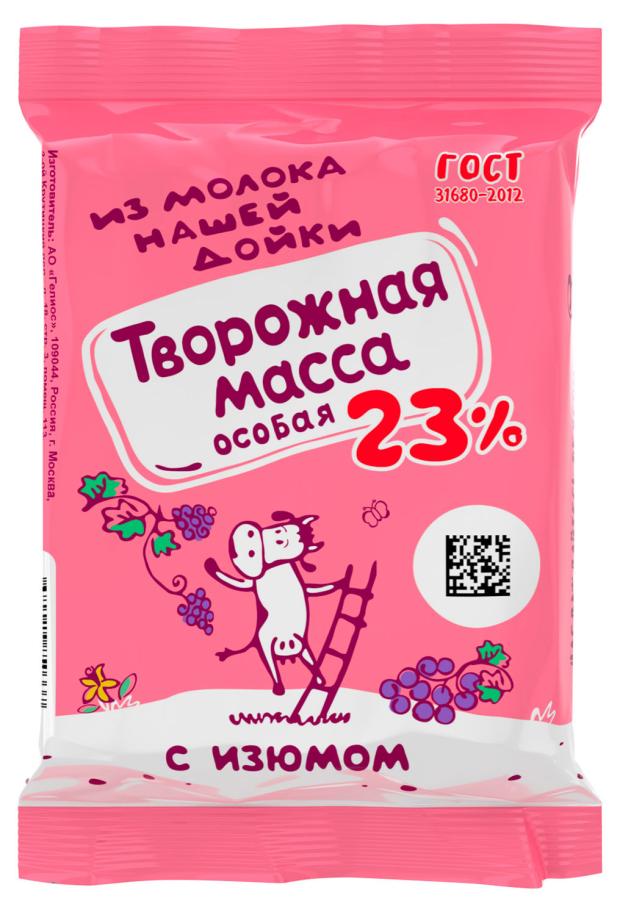 ИЗ МОЛОКА
НАШЕЙ
ДОЙКИ
ГОСТ
31680-2012
Творожная
масса
особая
23%
с изюмом
Изготовитель: АО «Гелиос», 109044, Россия, г. Москва,